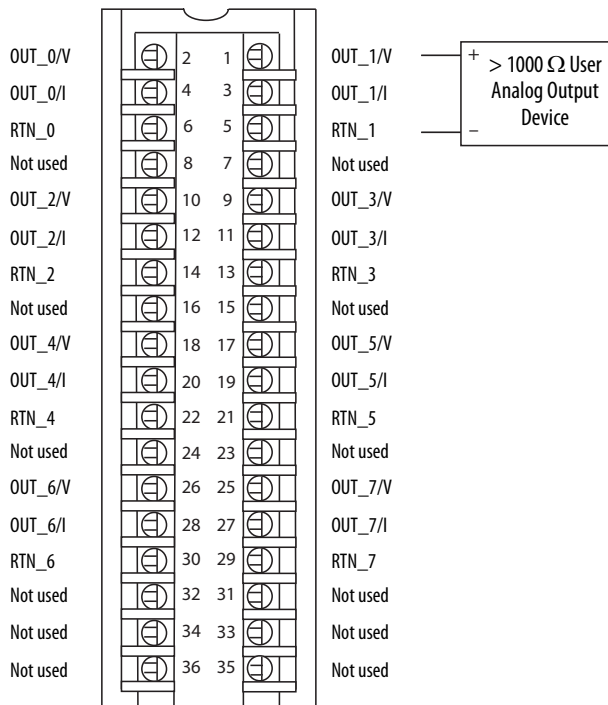 OUT_0/V 2 1 OUT_1/V
OUT_0/I 4 3 OUT_1/I
RTN_0 6 5 RTN_1
Not used 8 7 Not used
OUT_2/V 10 9 OUT_3/V
OUT_2/I 12 11 OUT_3/I
RTN_2 14 13 RTN_3
Not used 16 15 Not used
OUT_4/V 18 17 OUT_5/V
OUT_4/I 20 19 OUT_5/I
RTN_4 22 21 RTN_5
Not used 24 23 Not used
OUT_6/V 26 25 OUT_7/V
OUT_6/I 28 27 OUT_7/I
RTN_6 30 29 RTN_7
Not used 32 31 Not used
Not used 34 33 Not used
Not used 36 35 Not used
+
> 1000 Ω User
Analog Output
Device
–